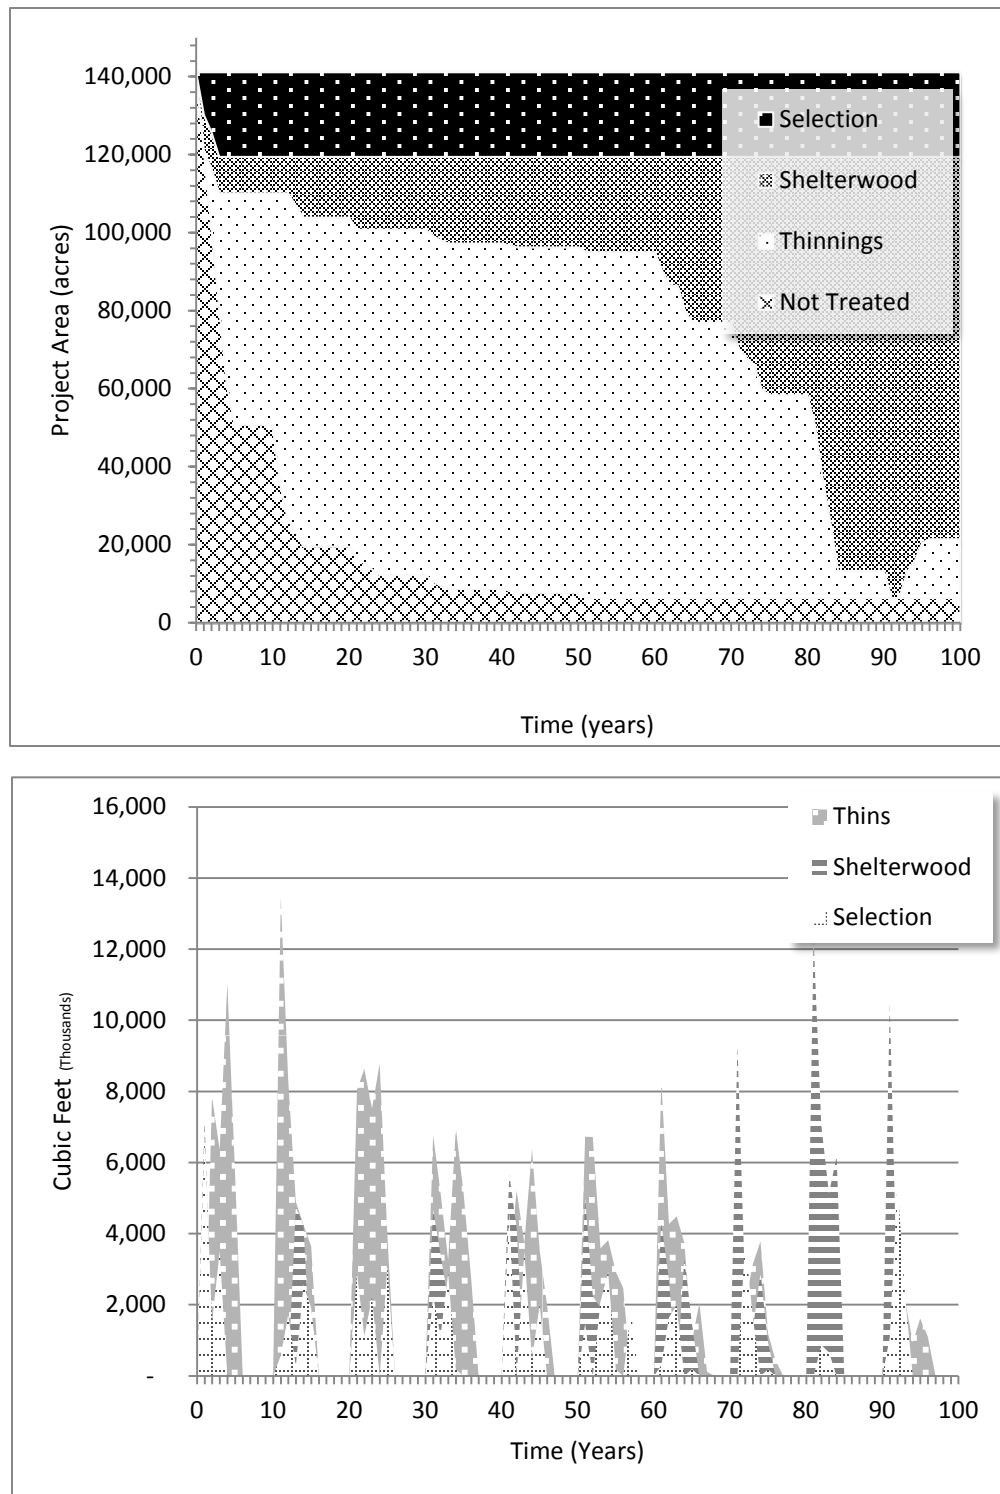 140,000
120,000
100,000
80,000
60,000
40,000
20,000
0
Project Area (acres)
Selection
Shelterwood
Thinnings
Not Treated
0 10 20 30 40 50 60 70 80 90 100
Time (years)
16,000
14,000
12,000
10,000
8,000
6,000
4,000
2,000
-
Cubic Feet (Thousands)
Thins
Shelterwood
Selection
0 10 20 30 40 50 60 70 80 90 100
Time (Years)